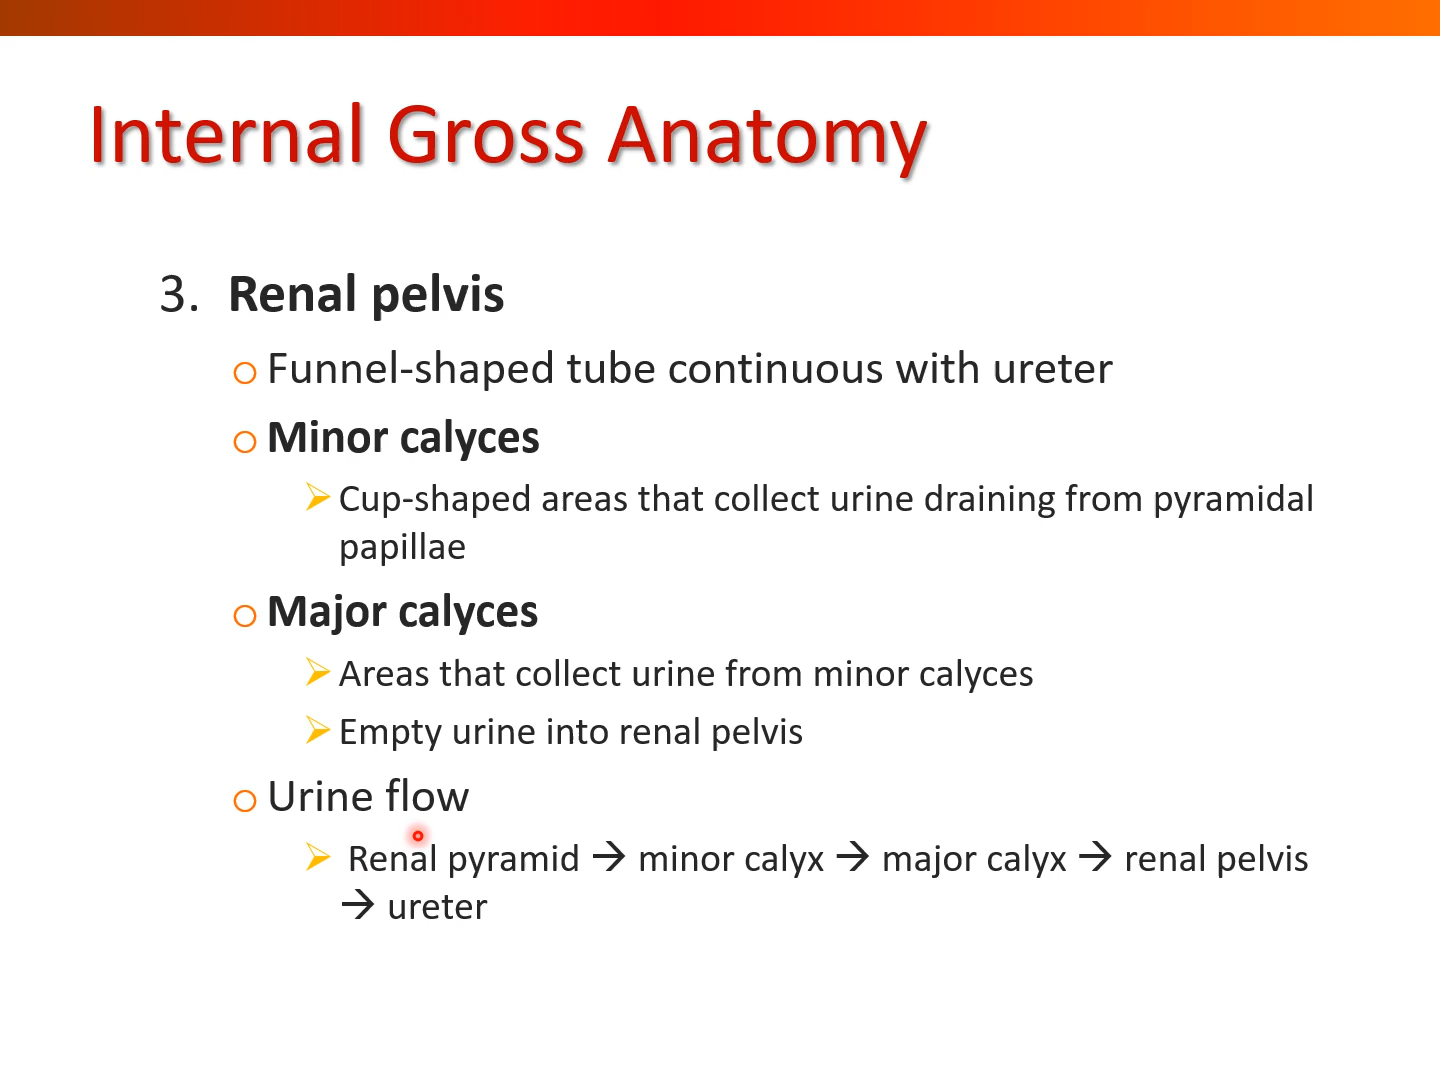 Internal Gross Anatomy
3. Renal pelvis
Funnel-shaped tube continuous with ureter
Minor calyces
Cup-shaped areas that collect urine draining from pyramidal
papillae
Major calyces
Areas that collect urine from minor calyces
Empty urine into renal pelvis
Urine flow
Renal pyramid → minor calyx → major calyx → renal pelvis
→ ureter